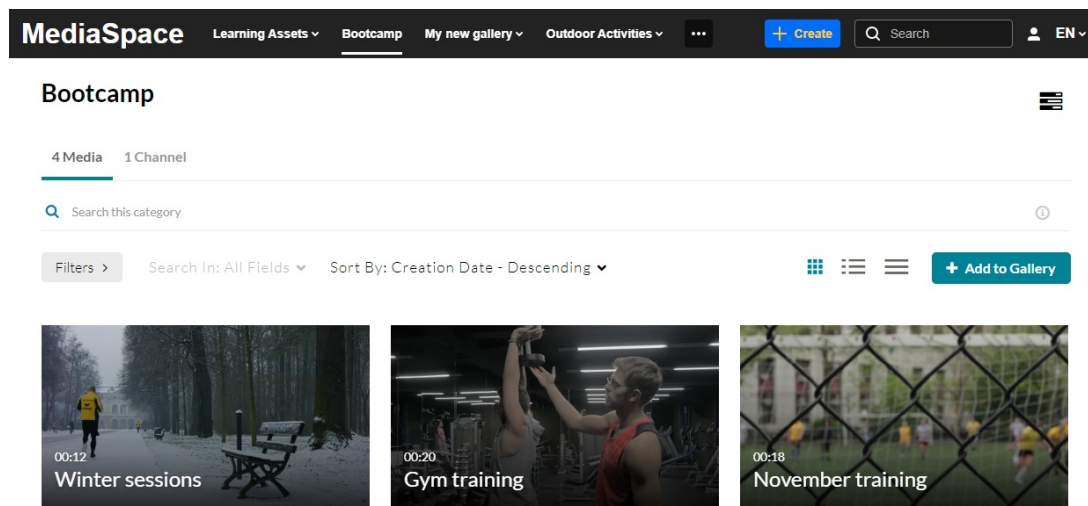 MediaSpace Learning Assets Bootcamp My new gallery Outdoor Activities ••• + Create Search EN
Bootcamp
4 Media 1 Channel
Search this category
Filters > Search In: All Fields Sort By: Creation Date - Descending + Add to Gallery
00:12 00:20 00:18
Winter sessions Gym training November training